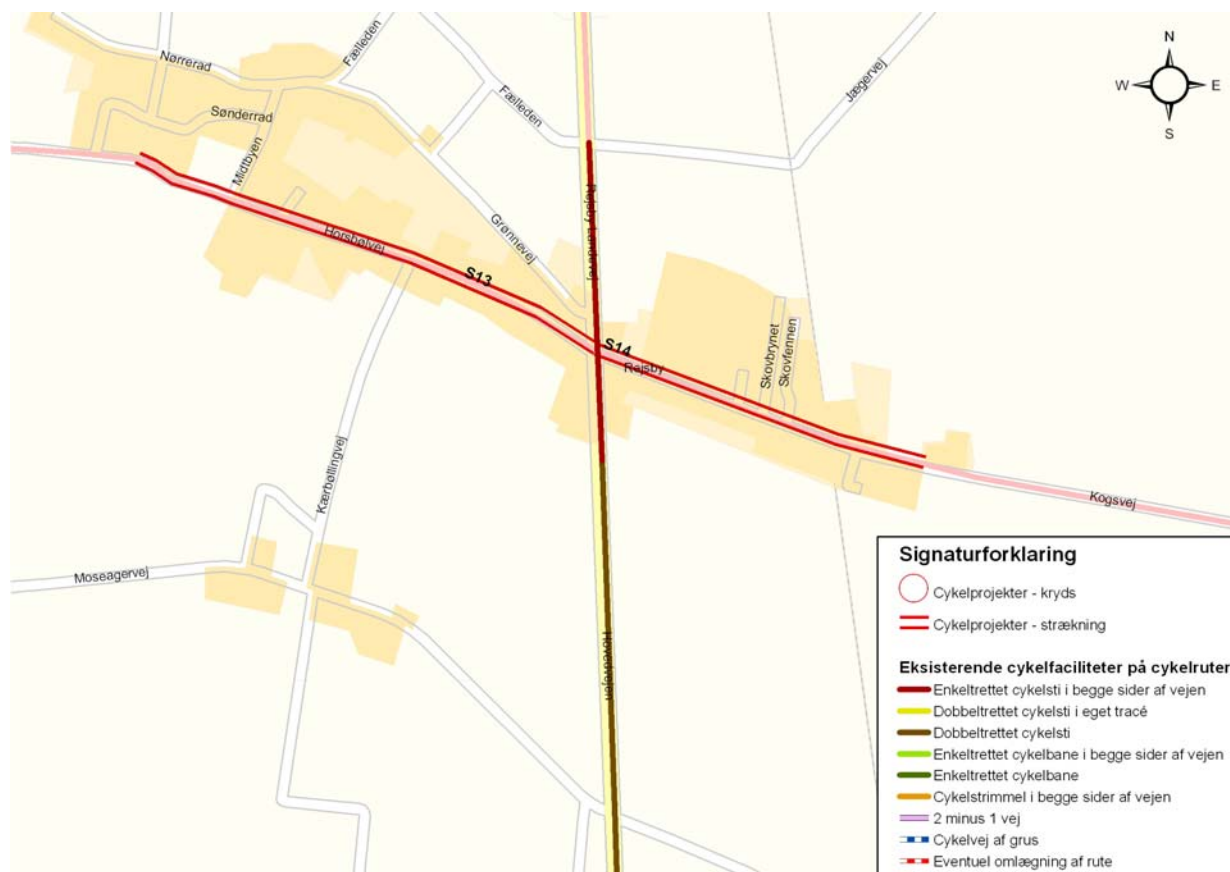 N
W E
S
Nørrerad
Fælleden
Sønderrad
Midtbyen
Fælleden
Jægervej
Grønnevej
Rejsby Landevej
Horsbølvej
S13
S14
Rejsby
Skovbrynet
Skovfennen
Kogsvej
Kærbøllingvej
Moseagervej
Hovedvejen
Signaturforklaring
Cykelprojekter - kryds
Cykelprojekter - strækning
Eksisterende cykelfaciliteter på cykelruter
Enkeltrettet cykelsti i begge sider af vejen
Dobbeltrettet cykelsti i eget tracé
Dobbeltrettet cykelsti
Enkeltrettet cykelbane i begge sider af vejen
Enkeltrettet cykelbane
Cykelstrimmel i begge sider af vejen
2 minus 1 vej
Cykelvej af grus
Eventuel omlægning af rute